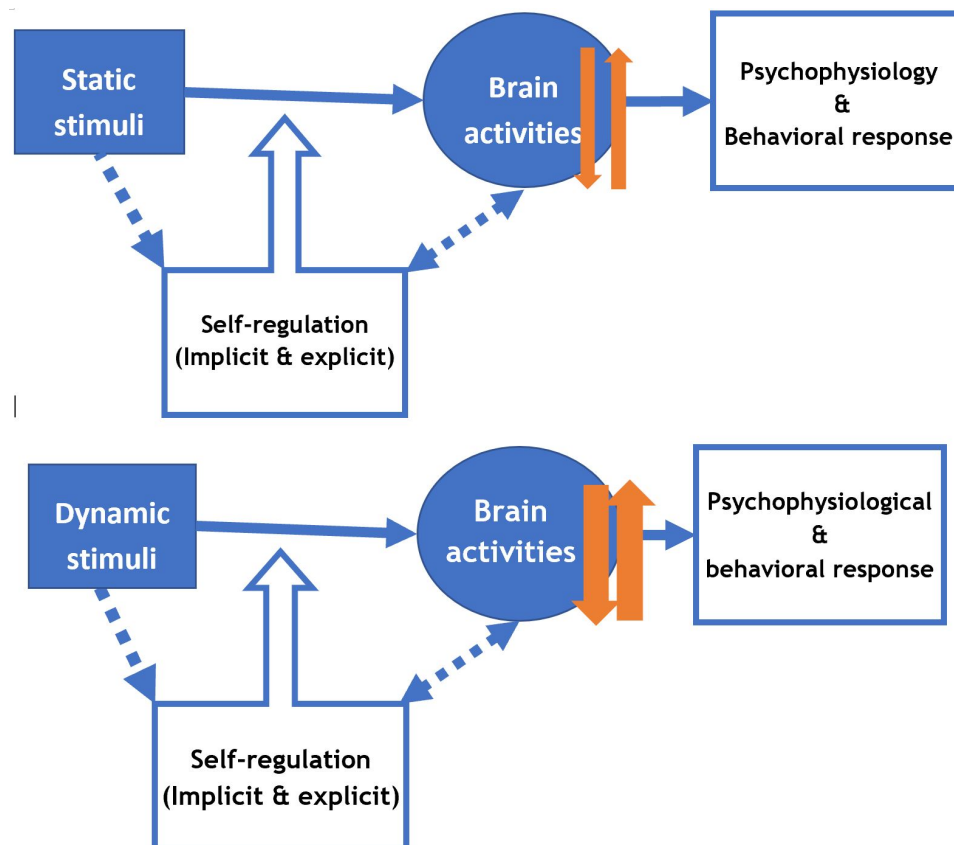 Static
stimuli
Brain
activities
Psychophysiology
&
Behavioral response
Self-regulation
(Implicit & explicit)
Dynamic
stimuli
Brain
activities
Psychophysiological
&
behavioral response
Self-regulation
(Implicit & explicit)